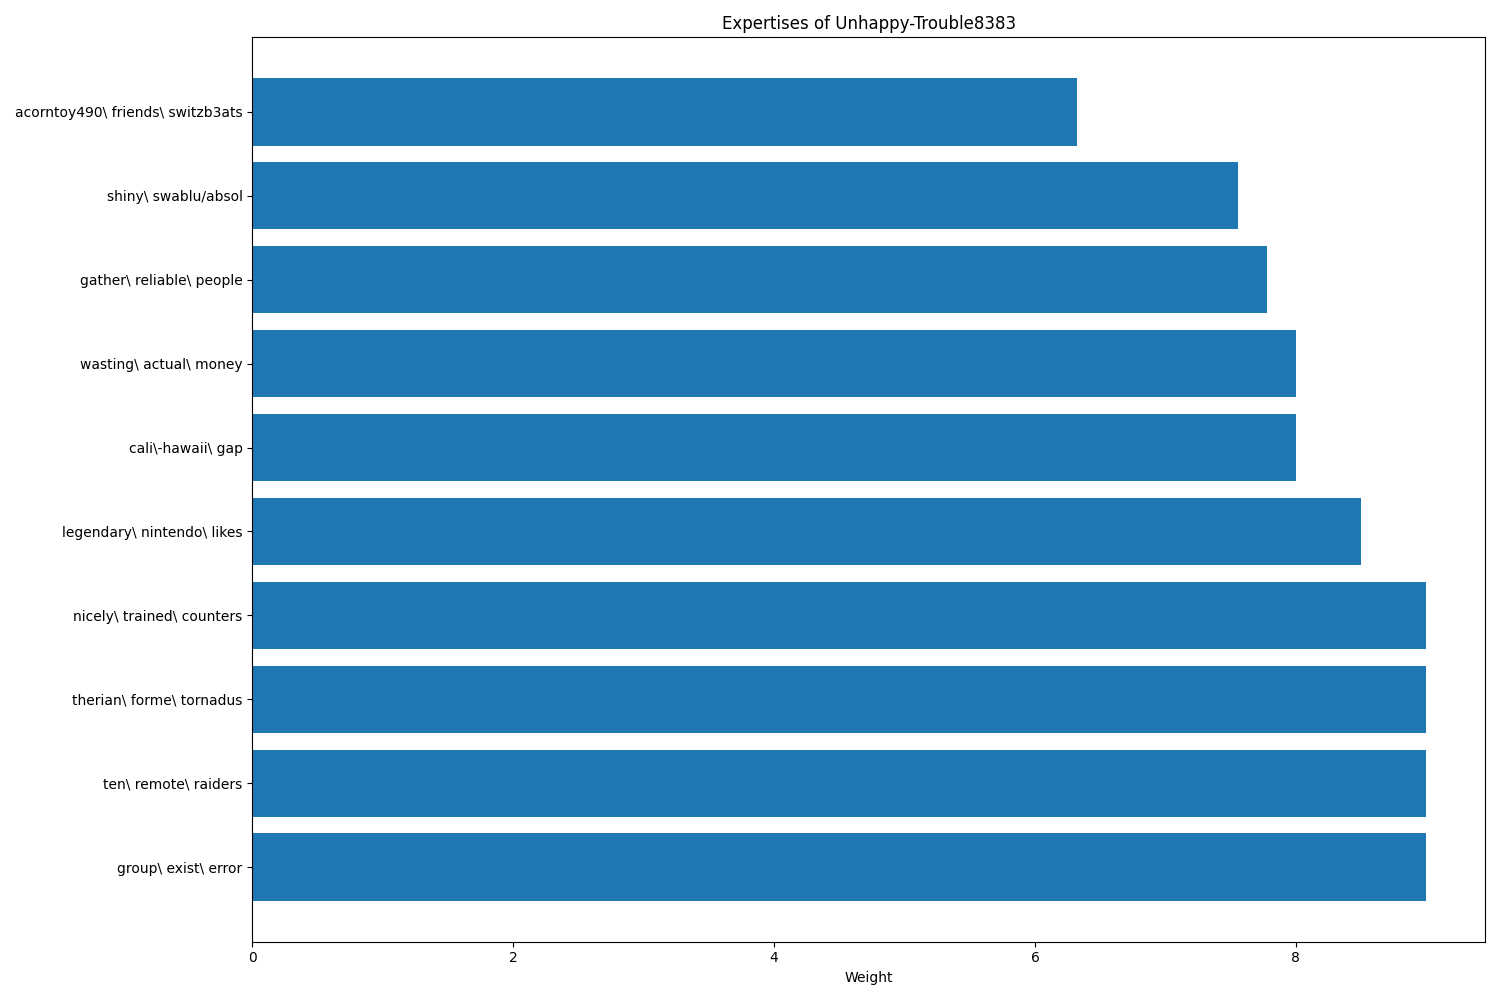 Expertises of Unhappy-Trouble8383
acorntoy490\ friends\ switzb3ats
shiny\ swablu/absol
gather\ reliable\ people
wasting\ actual\ money
cali\-hawaii\ gap
legendary\ nintendo\ likes
nicely\ trained\ counters
therian\ forme\ tornadus
ten\ remote\ raiders
group\ exist\ error
0 2 4 6 8
Weight